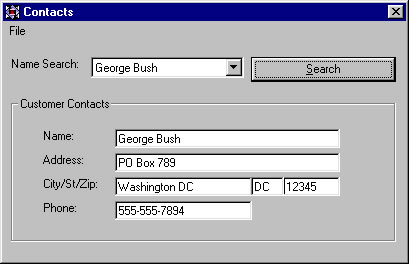 Contacts
File
Name Search: George Bush Search
Customer Contacts
Name: George Bush
Address: PO Box 789
City/St/Zip: Washington DC DC 12345
Phone: 555-555-7894